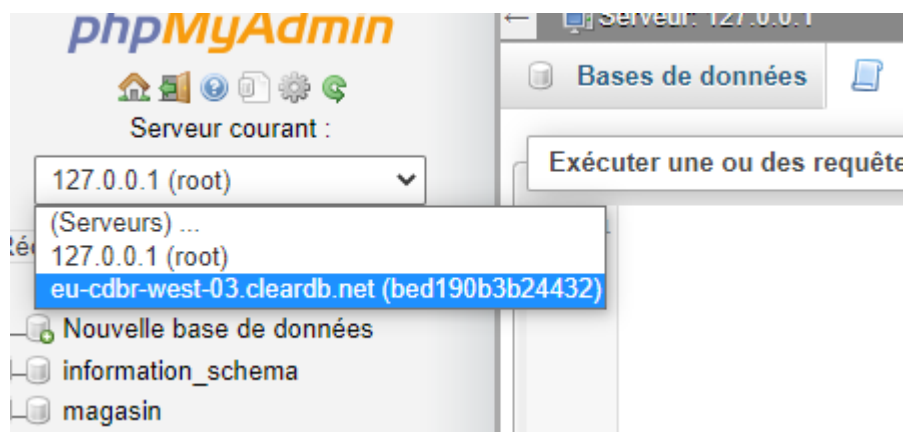 phpMyAdmin
Serveur: 127.0.0.1
Bases de données
Serveur courant :
Exécuter une ou des requête
127.0.0.1 (root)
(Serveurs) ...
127.0.0.1 (root)
eu-cdbr-west-03.cleardb.net (bed190b3b24432)
Nouvelle base de données
information_schema
magasin